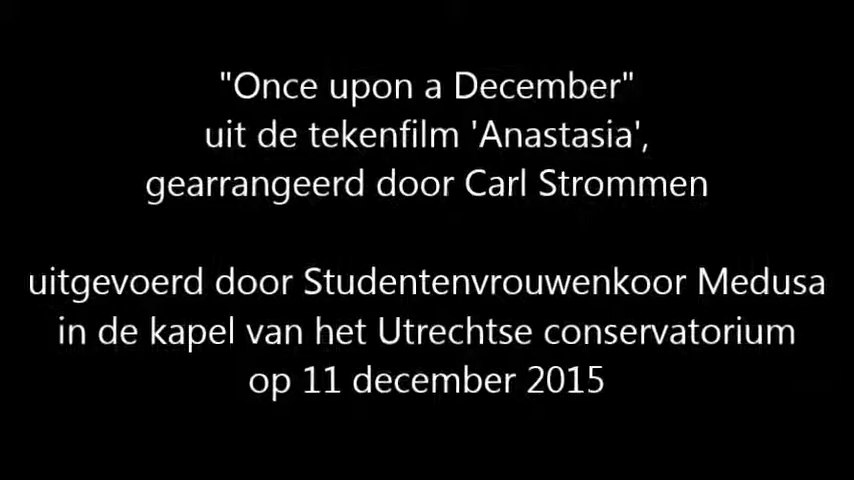 "Once upon a December"
uit de tekenfilm 'Anastasia',
gearrangeerd door Carl Strommen
uitgevoerd door Studentenvrouwenkoor Medusa
in de kapel van het Utrechtse conservatorium
op 11 december 2015